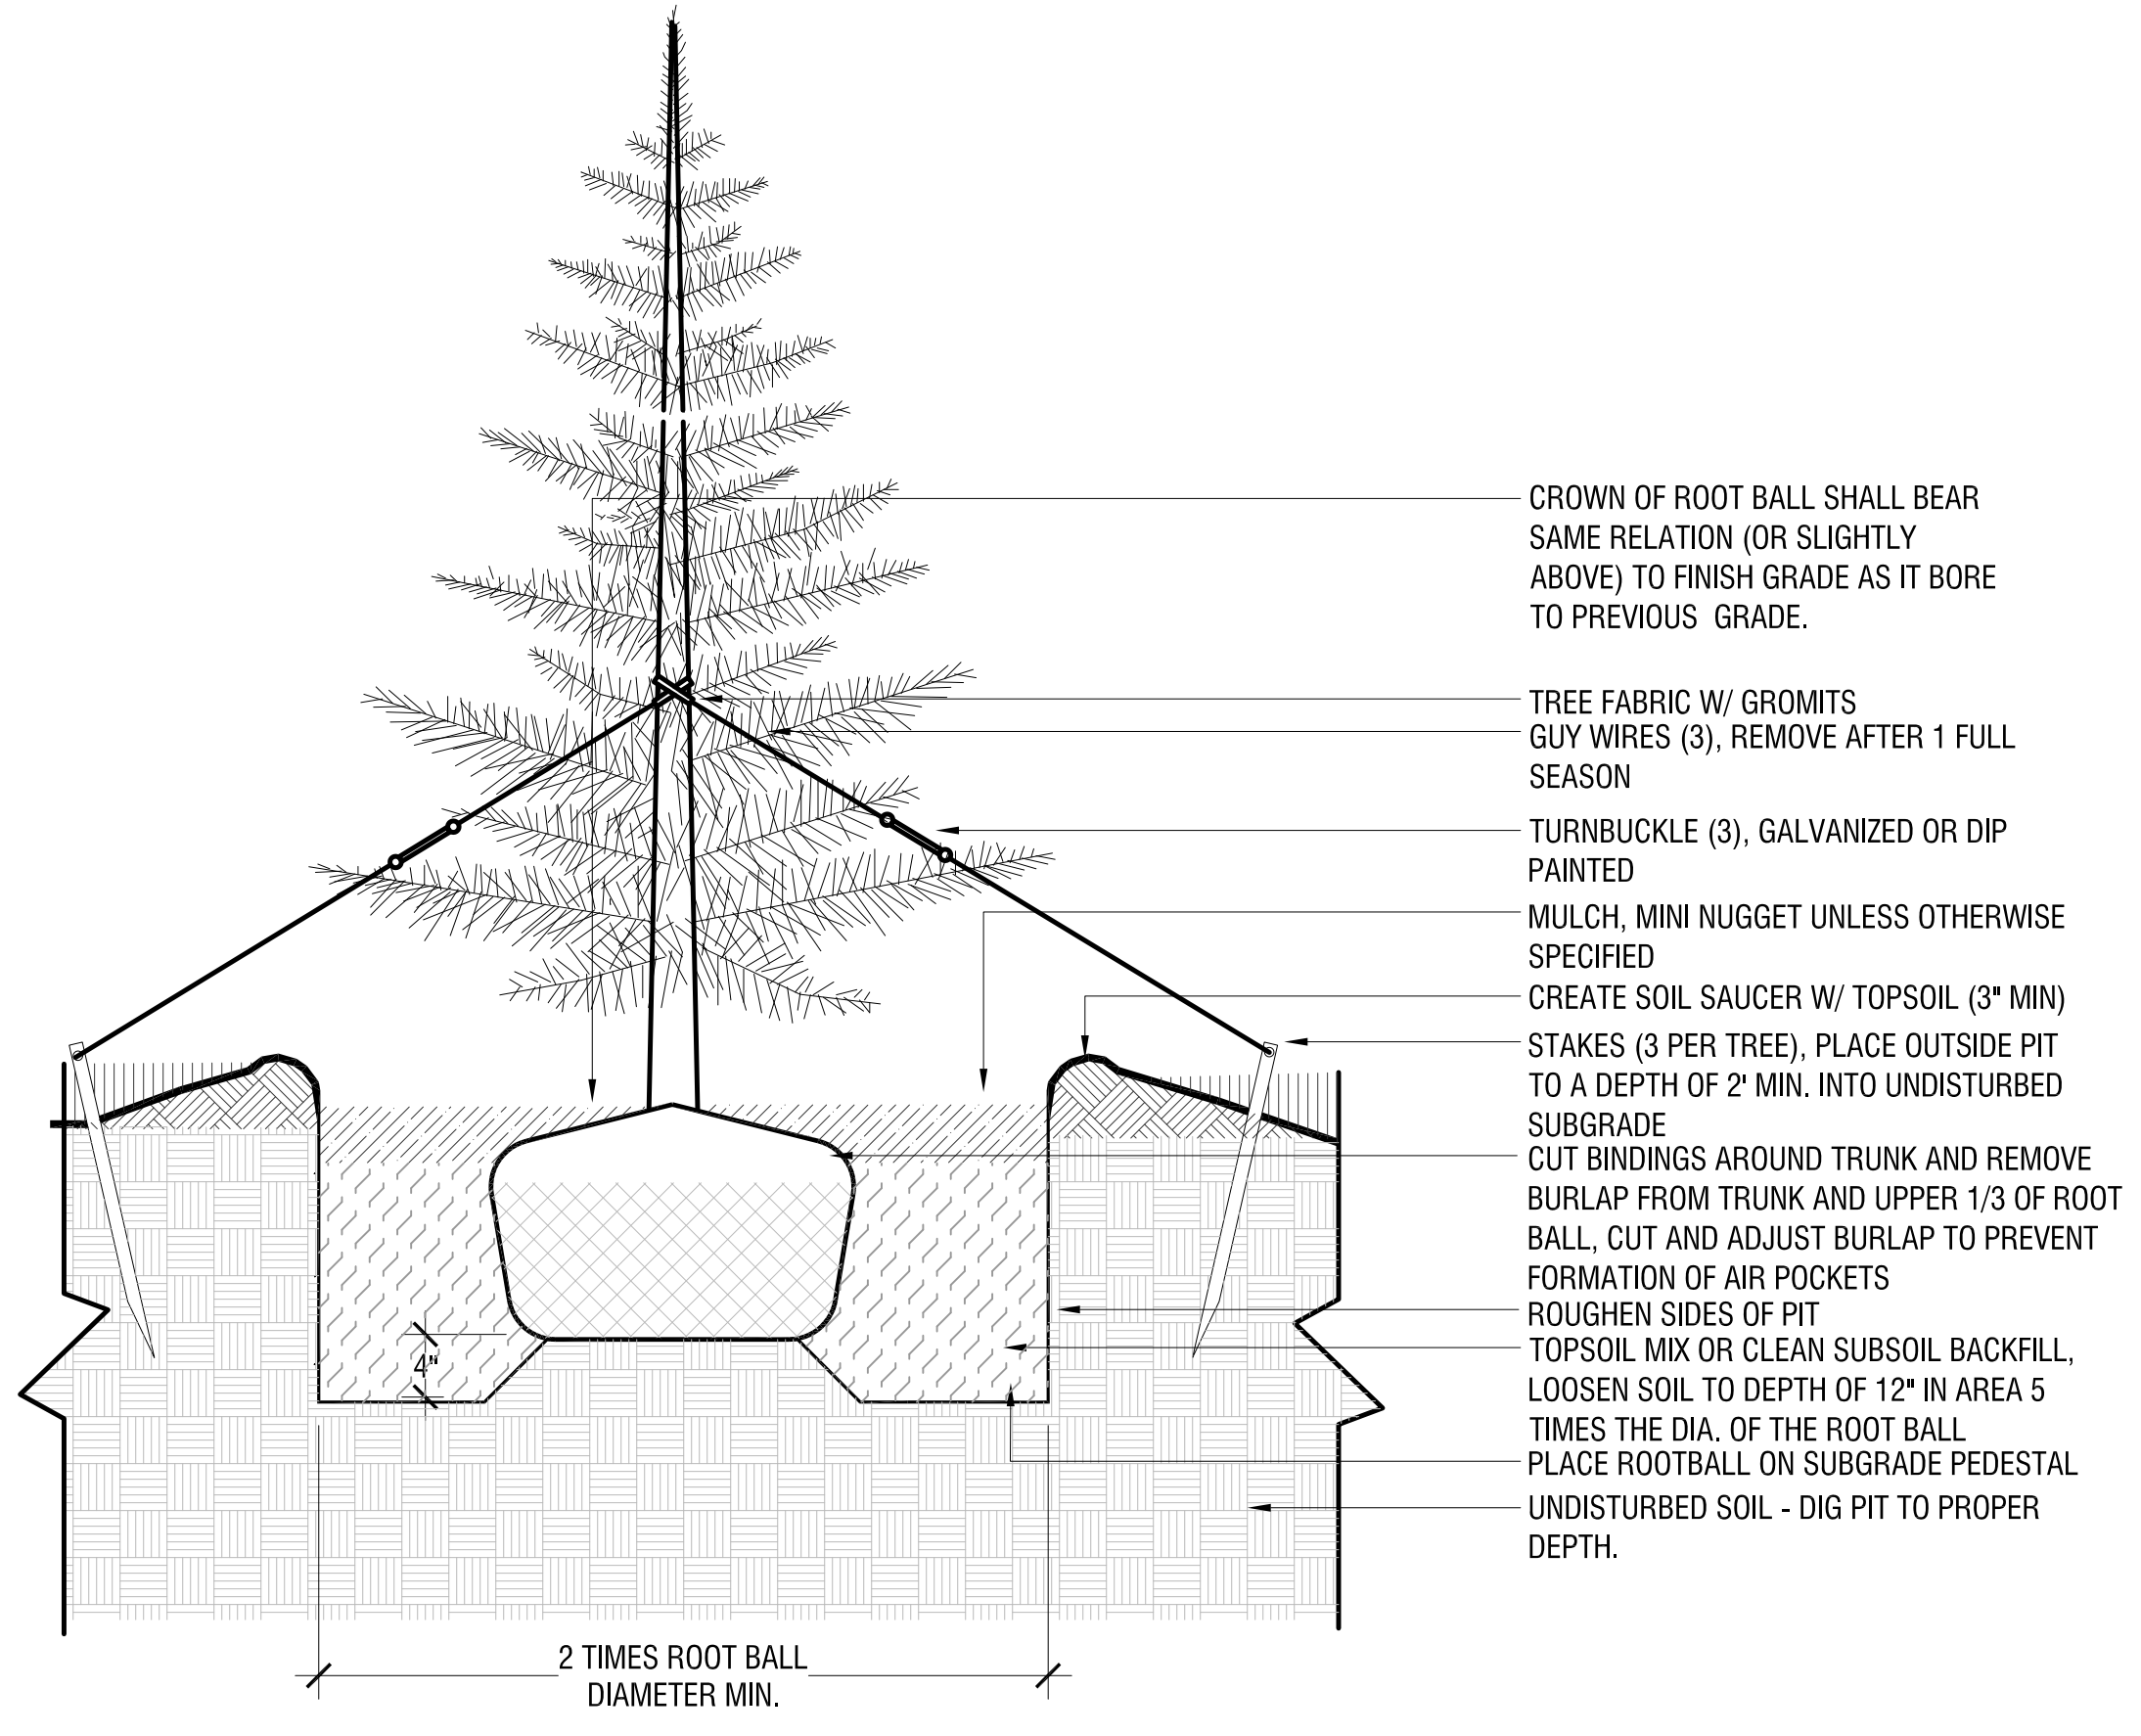 CROWN OF ROOT BALL SHALL BEAR
SAME RELATION (OR SLIGHTLY
ABOVE) TO FINISH GRADE AS IT BORE
TO PREVIOUS GRADE.
TREE FABRIC W/ GROMITS
GUY WIRES (3), REMOVE AFTER 1 FULL
SEASON
TURNBUCKLE (3), GALVANIZED OR DIP
PAINTED
MULCH, MINI NUGGET UNLESS OTHERWISE
SPECIFIED
CREATE SOIL SAUCER W/ TOPSOIL (3" MIN)
STAKES (3 PER TREE), PLACE OUTSIDE PIT
TO A DEPTH OF 2' MIN. INTO UNDISTURBED
SUBGRADE
CUT BINDINGS AROUND TRUNK AND REMOVE
BURLAP FROM TRUNK AND UPPER 1/3 OF ROOT
BALL, CUT AND ADJUST BURLAP TO PREVENT
FORMATION OF AIR POCKETS
ROUGHEN SIDES OF PIT
TOPSOIL MIX OR CLEAN SUBSOIL BACKFILL,
LOOSEN SOIL TO DEPTH OF 12" IN AREA 5
TIMES THE DIA. OF THE ROOT BALL
PLACE ROOTBALL ON SUBGRADE PEDESTAL
UNDISTURBED SOIL - DIG PIT TO PROPER
DEPTH.
4"
2 TIMES ROOT BALL
DIAMETER MIN.